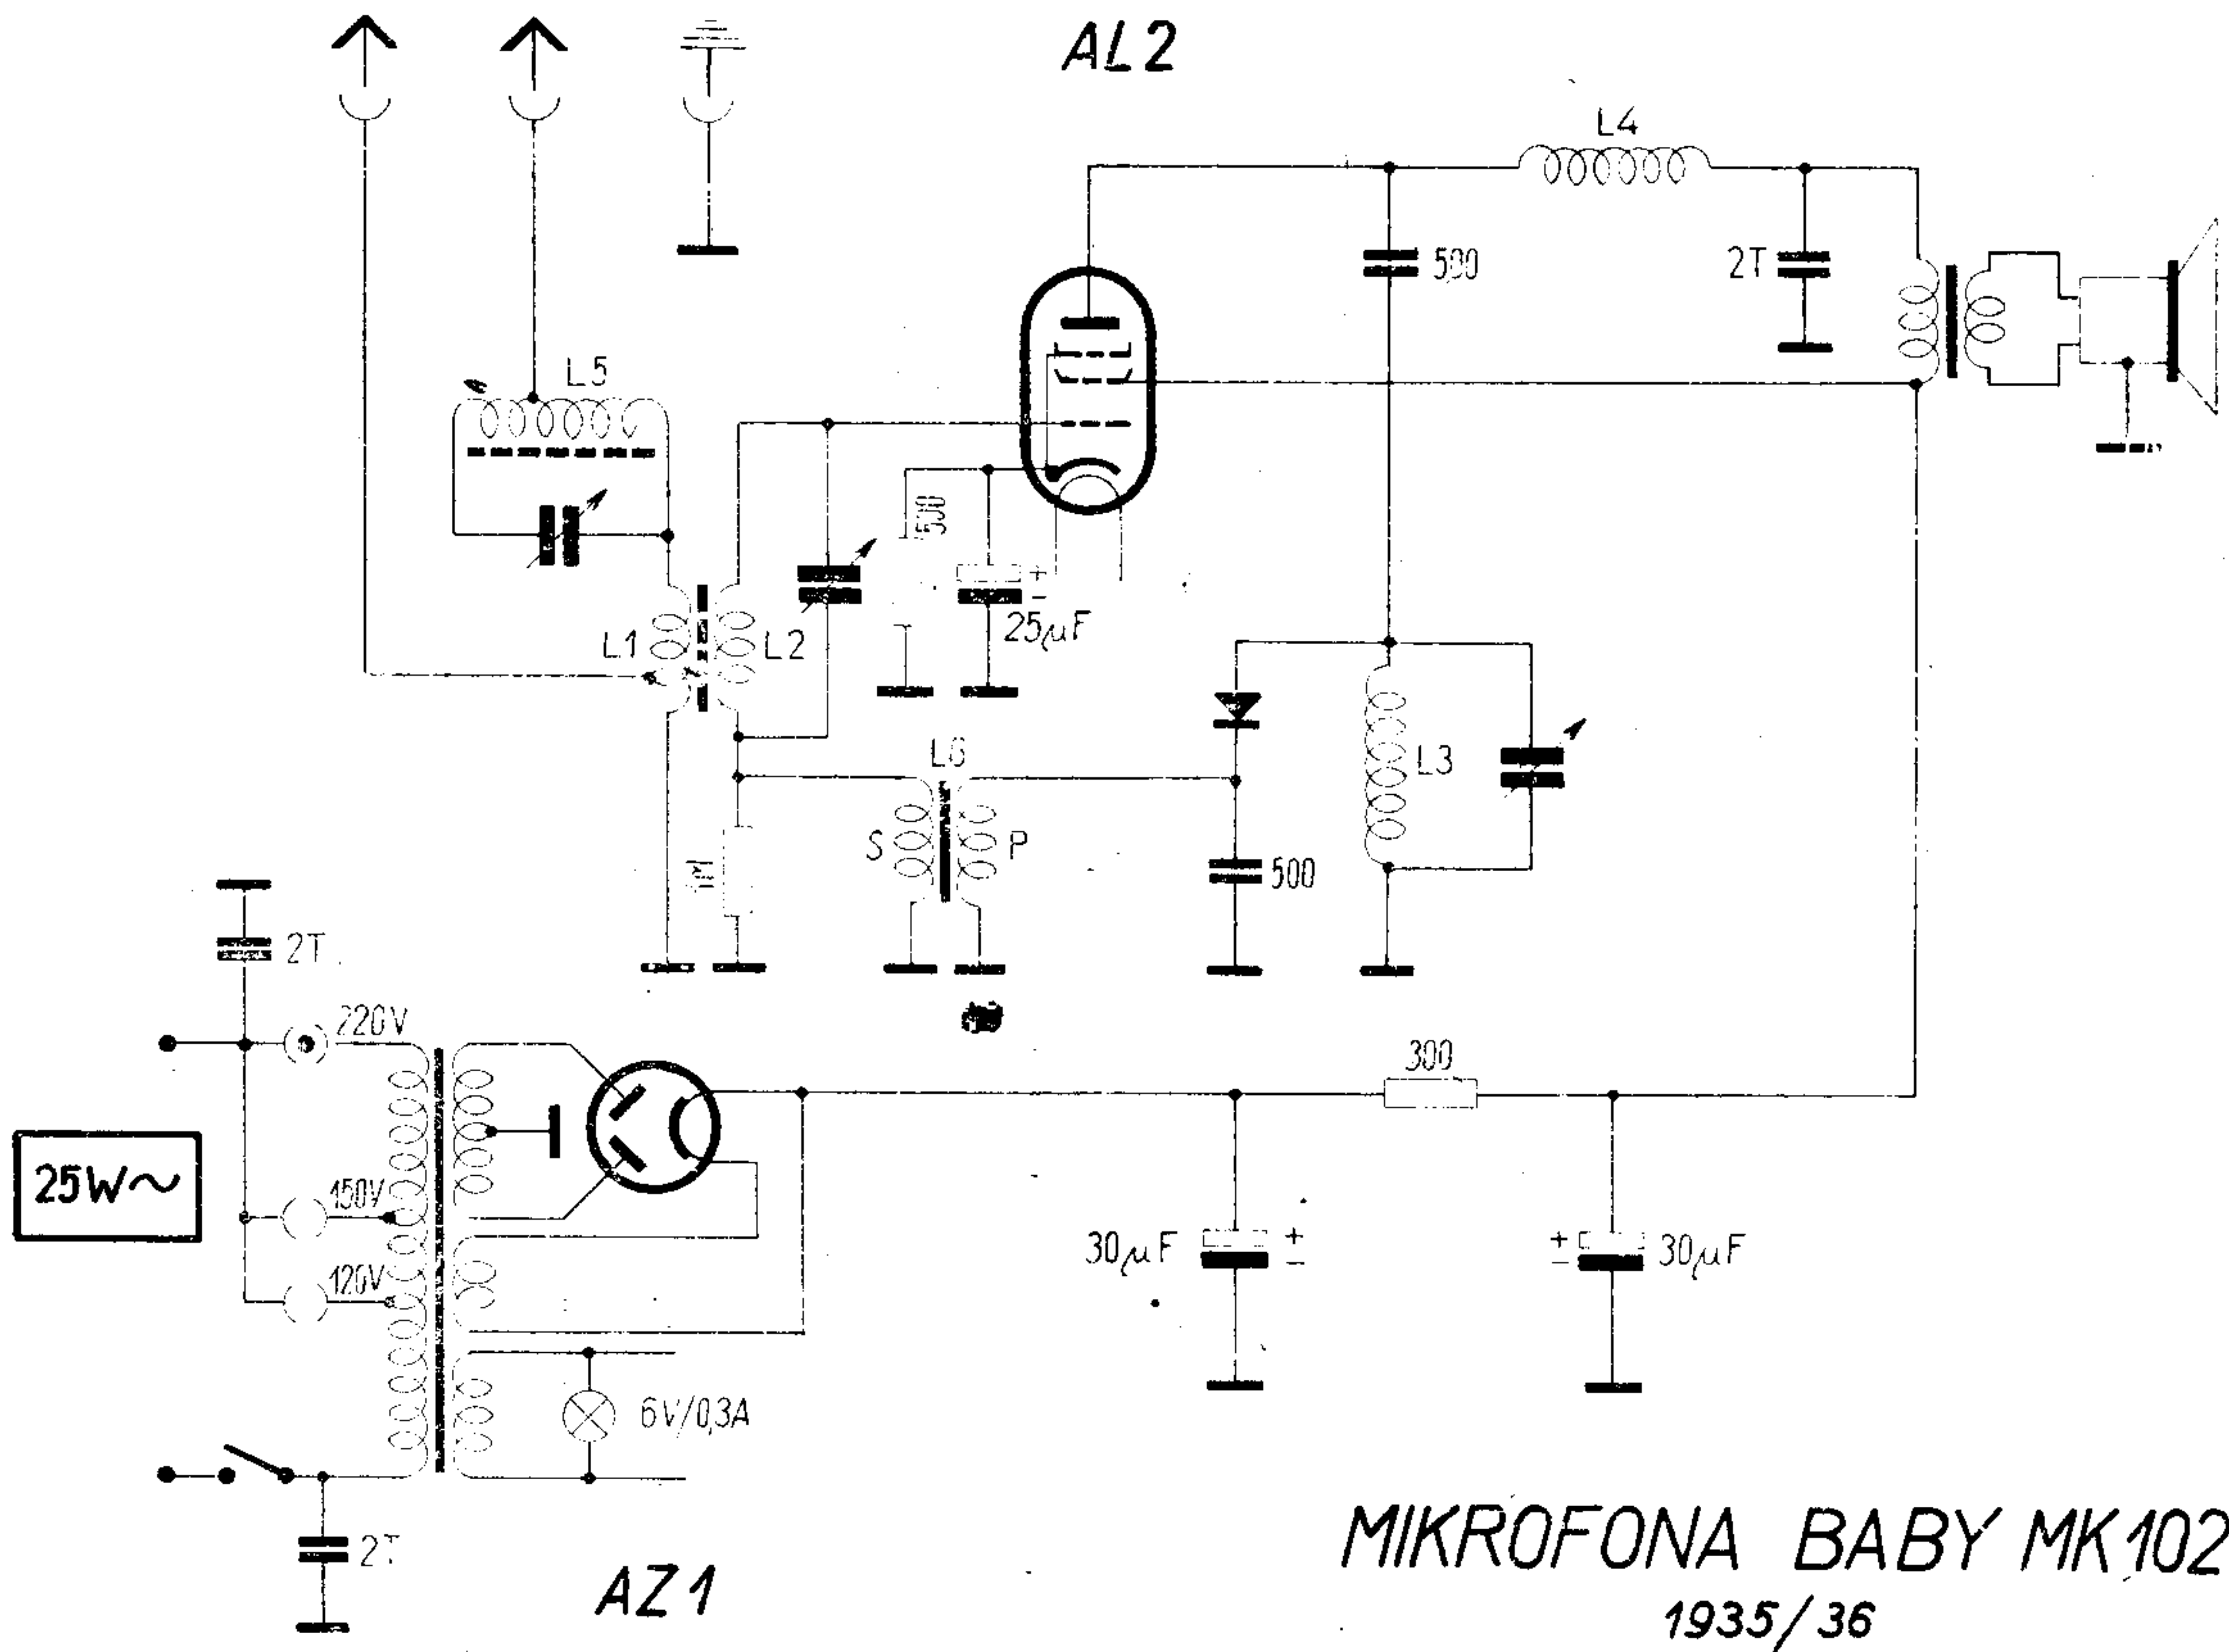 AL2
L4
500
2T
L5
500
+
-
25µF
L1
L2
L3
L6
S
P
1M
500
2T
220V
300
25W~
150V
120V
30µF
+
-
+
-
30µF
6V/0,3A
2T
AZ1
MIKROFONA BABY MK102
1935/36